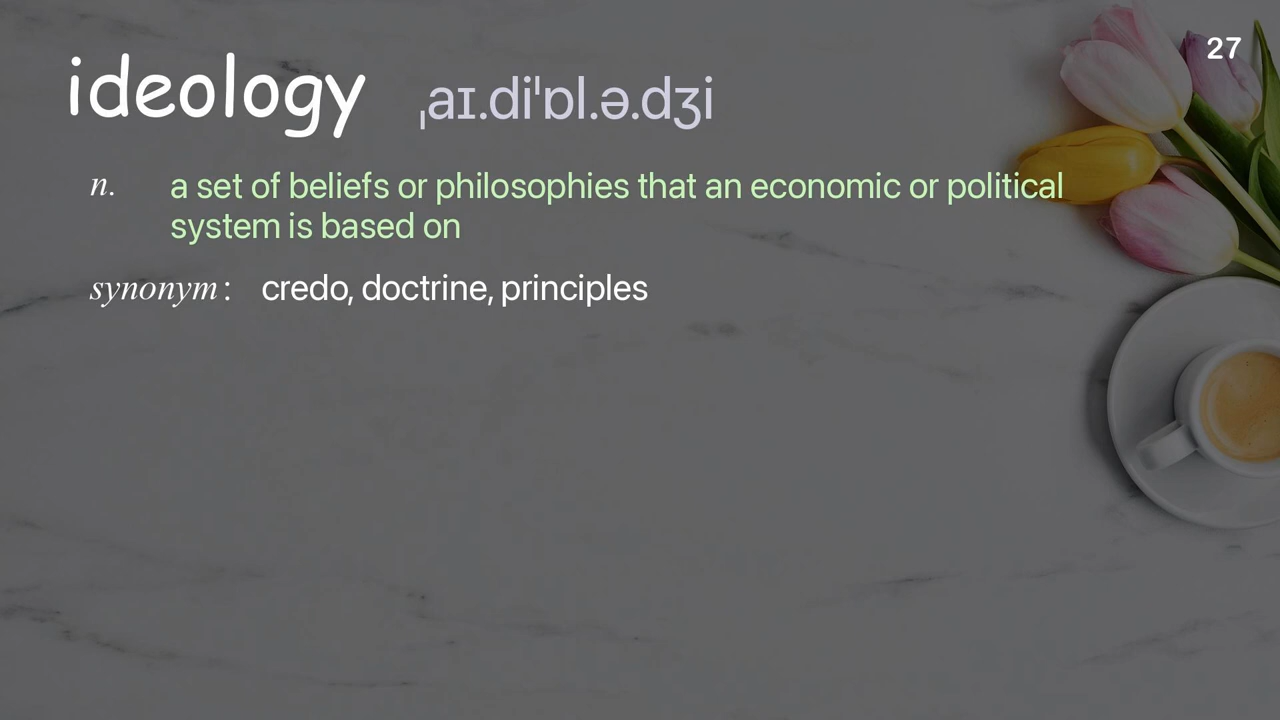 27
ideology ˌaɪ.diˈɒl.ə.dʒi
n. a set of beliefs or philosophies that an economic or political
system is based on
synonym : credo, doctrine, principles